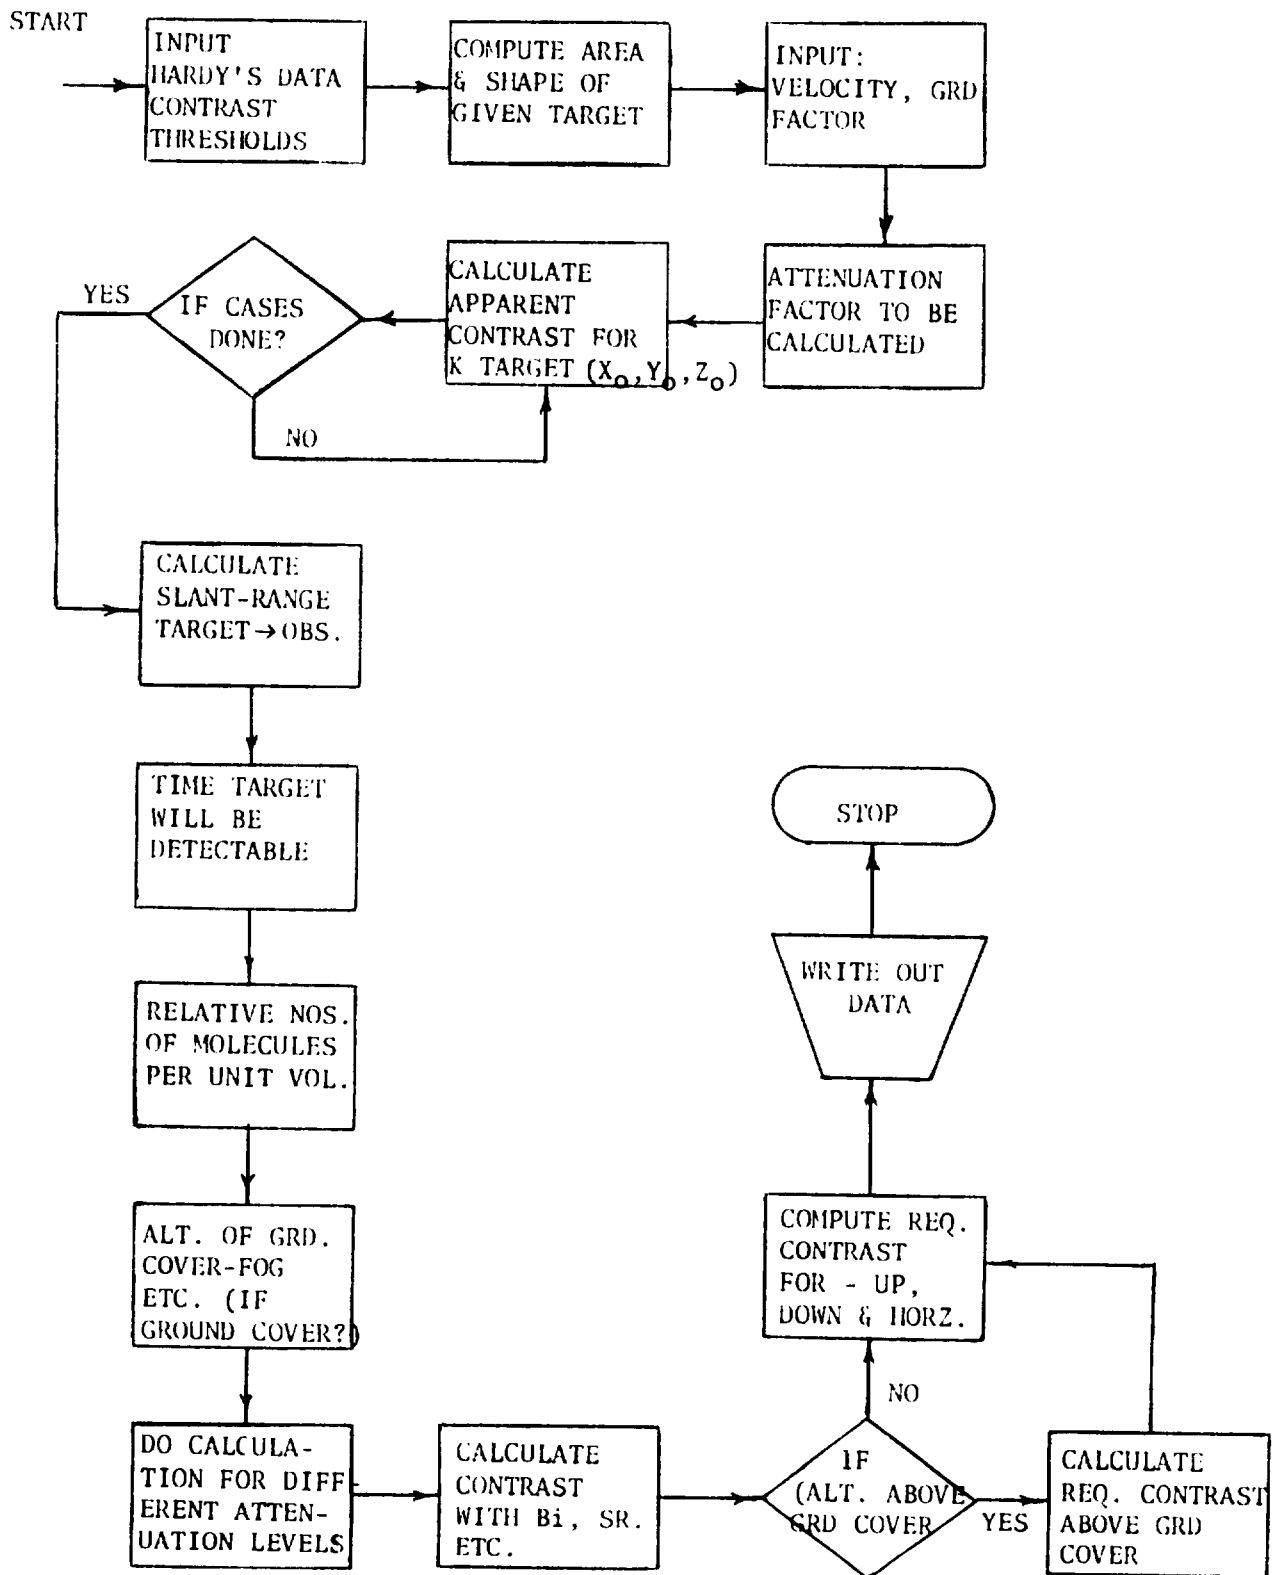 START
INPUT
HARDY'S DATA
CONTRAST
THRESHOLDS
COMPUTE AREA
& SHAPE OF
GIVEN TARGET
INPUT:
VELOCITY, GRD
FACTOR
ATTENUATION
FACTOR TO BE
CALCULATED
CALCULATE
APPARENT
CONTRAST FOR
K TARGET (Xo,Yo,Zo)
IF CASES
DONE?
YES
NO
CALCULATE
SLANT-RANGE
TARGET→OBS.
TIME TARGET
WILL BE
DETECTABLE
RELATIVE NOS.
OF MOLECULES
PER UNIT VOL.
ALT. OF GRD.
COVER-FOG
ETC. (IF
GROUND COVER?)
DO CALCULA-
TION FOR DIFF
ERENT ATTEN-
UATION LEVELS
CALCULATE
CONTRAST
WITH Bi, SR.
ETC.
IF
(ALT. ABOVE
GRD COVER
YES
NO
CALCULATE
REQ. CONTRAST
ABOVE GRD
COVER
COMPUTE REQ.
CONTRAST
FOR - UP,
DOWN & HORZ.
WRITE OUT
DATA
STOP